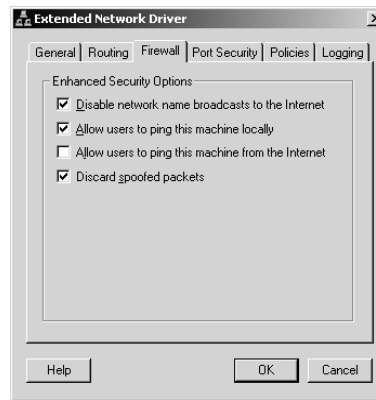 Extended Network Driver
General Routing Firewall Port Security Policies Logging
Enhanced Security Options
Disable network name broadcasts to the Internet
Allow users to ping this machine locally
Allow users to ping this machine from the Internet
Discard spoofed packets
Help OK Cancel